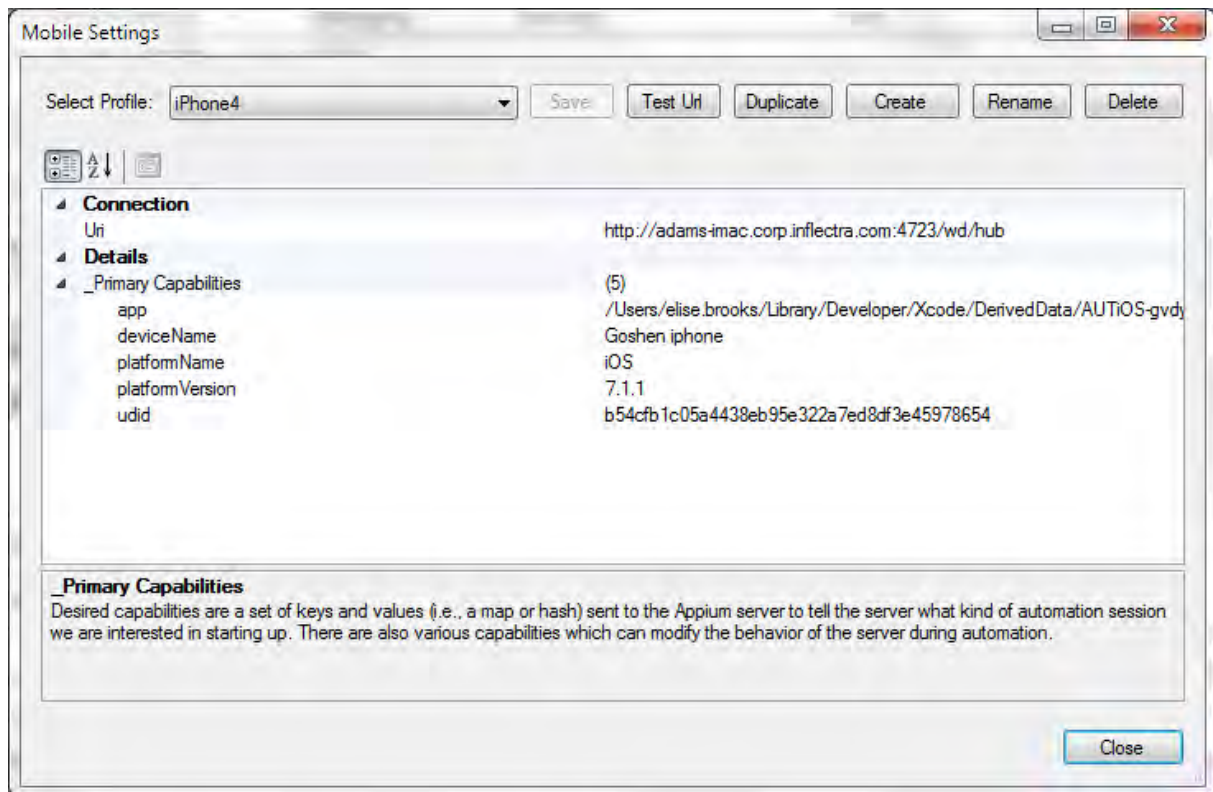 Mobile Settings
Select Profile: iPhone4 Save Test Url Duplicate Create Rename Delete
Connection
Uri http://adams-imac.corp.inflectra.com:4723/wd/hub
Details
_Primary Capabilities (5)
app /Users/elise.brooks/Library/Developer/Xcode/DerivedData/AUTiOS-gvdy
deviceName Goshen iphone
platformName iOS
platformVersion 7.1.1
udid b54cfb1c05a4438eb95e322a7ed8df3e45978654
_Primary Capabilities
Desired capabilities are a set of keys and values (i.e., a map or hash) sent to the Appium server to tell the server what kind of automation session
we are interested in starting up. There are also various capabilities which can modify the behavior of the server during automation.
Close